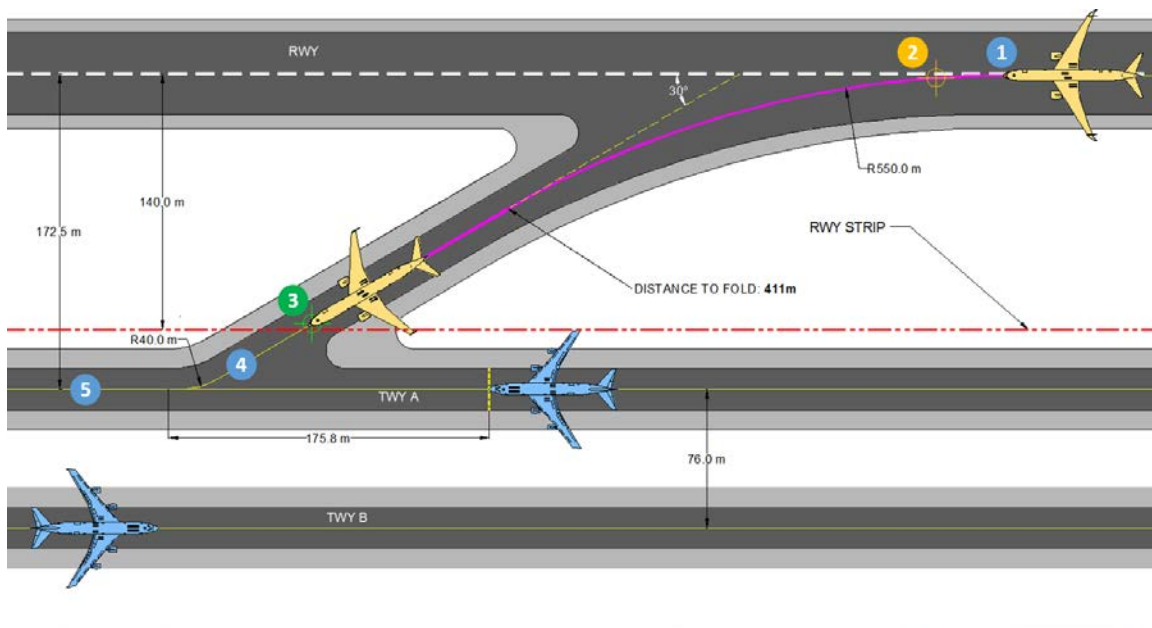 RWY
2
1
30°
R550.0 m
140.0 m
172.5 m
RWY STRIP
3
DISTANCE TO FOLD: 411m
R40.0 m
4
5
TWY A
175.8 m
76.0 m
TWY B